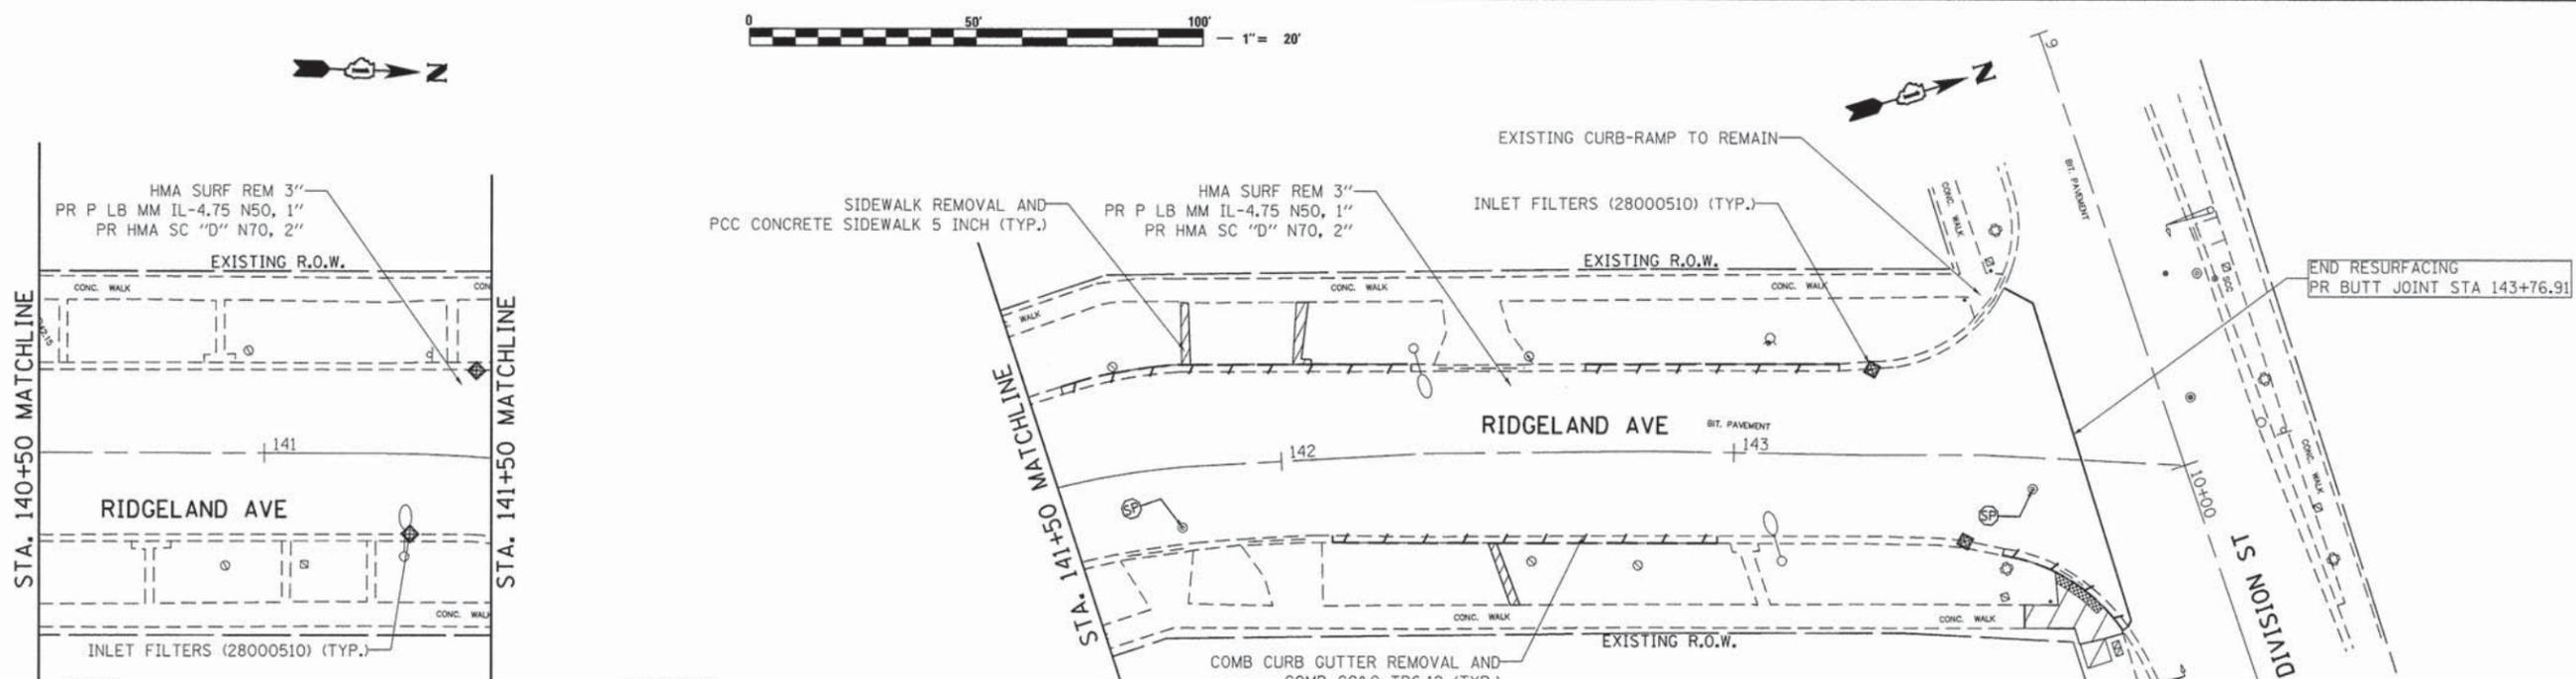 0 50' 100'
1"= 20'
N
N
9
EXISTING CURB-RAMP TO REMAIN
BIT. PAVEMENT
CONC. WALK
HMA SURF REM 3"
PR P LB MM IL-4.75 N50, 1"
PR HMA SC "D" N70, 2"
SIDEWALK REMOVAL AND
PCC CONCRETE SIDEWALK 5 INCH (TYP.)
HMA SURF REM 3"
PR P LB MM IL-4.75 N50, 1"
PR HMA SC "D" N70, 2"
INLET FILTERS (28000510) (TYP.)
EXISTING R.O.W.
EXISTING R.O.W.
END RESURFACING
PR BUTT JOINT STA 143+76.91
CONC. WALK
CON
CONC. WALK
CONC. WALK
WALK
STA. 140+50 MATCHLINE
STA. 141+50 MATCHLINE
STA. 141+50 MATCHLINE
RIDGELAND AVE
BIT. PAVEMENT
141
142
143
10+00
RIDGELAND AVE
SP
SP
CONC. WALK
DIVISION ST
CONC. WALK
CONC. WALK
CONC. WALK
EXISTING R.O.W.
INLET FILTERS (28000510) (TYP.)
COMB CURB GUTTER REMOVAL AND